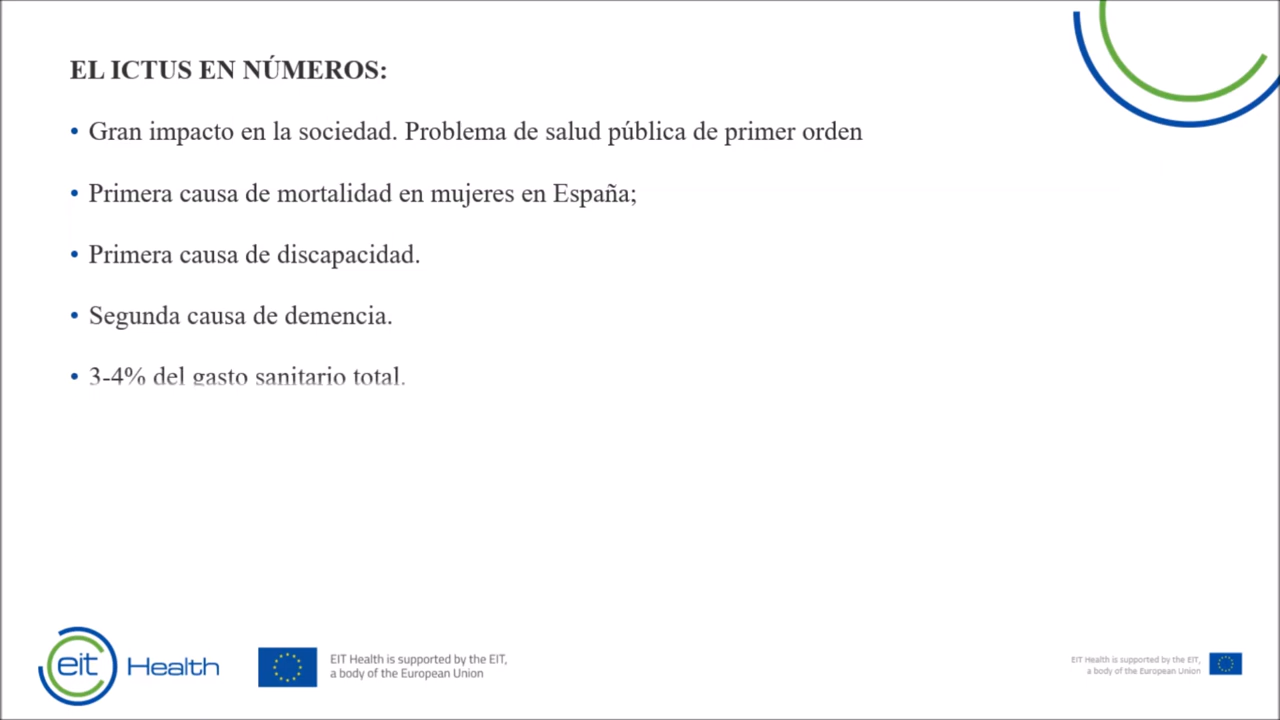 EL ICTUS EN NÚMEROS:
• Gran impacto en la sociedad. Problema de salud pública de primer orden
• Primera causa de mortalidad en mujeres en España;
• Primera causa de discapacidad.
• Segunda causa de demencia.
• 3-4% del gasto sanitario total.
eit Health
EIT Health is supported by the EIT,
a body of the European Union
EIT Health is supported by the EIT,
a body of the European Union